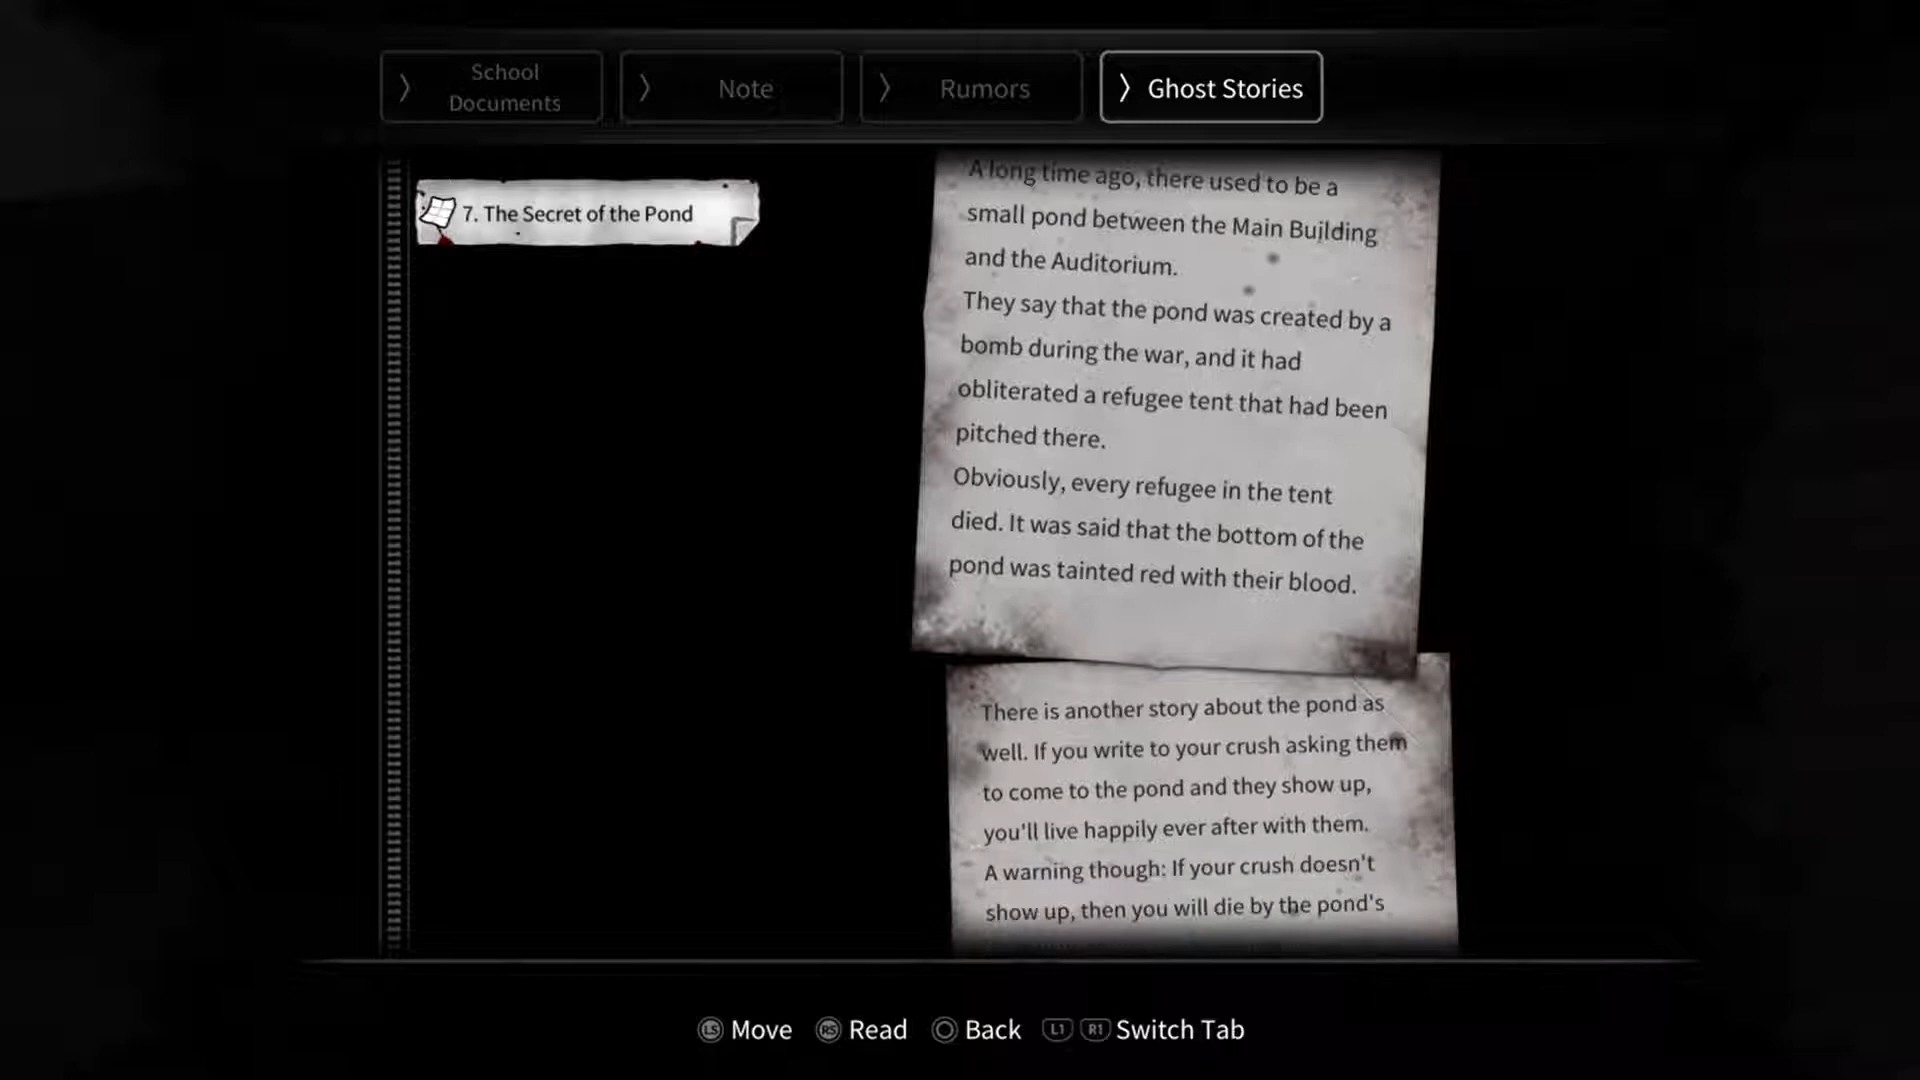 School
Documents
Note
Rumors
Ghost Stories
7. The Secret of the Pond
A long time ago, there used to be a
small pond between the Main Building
and the Auditorium.
They say that the pond was created by a
bomb during the war, and it had
obliterated a refugee tent that had been
pitched there.
Obviously, every refugee in the tent
died. It was said that the bottom of the
pond was tainted red with their blood.
There is another story about the pond as
well. If you write to your crush asking them
to come to the pond and they show up,
you'll live happily ever after with them.
A warning though: If your crush doesn't
show up, then you will die by the pond's
LS Move RS Read Back L1 R1 Switch Tab